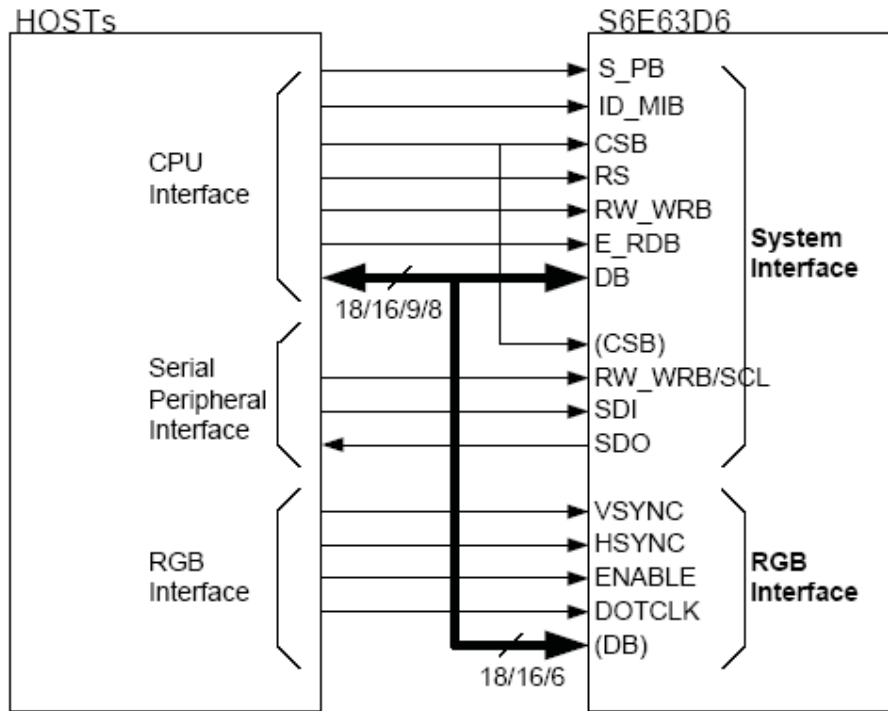 HOSTs
S6E63D6
S_PB
ID_MIB
CSB
CPU
Interface
RS
RW_WRB
E_RDB
System
Interface
DB
18/16/9/8
(CSB)
Serial
Peripheral
Interface
RW_WRB/SCL
SDI
SDO
VSYNC
HSYNC
RGB
Interface
ENABLE
RGB
Interface
DOTCLK
(DB)
18/16/6